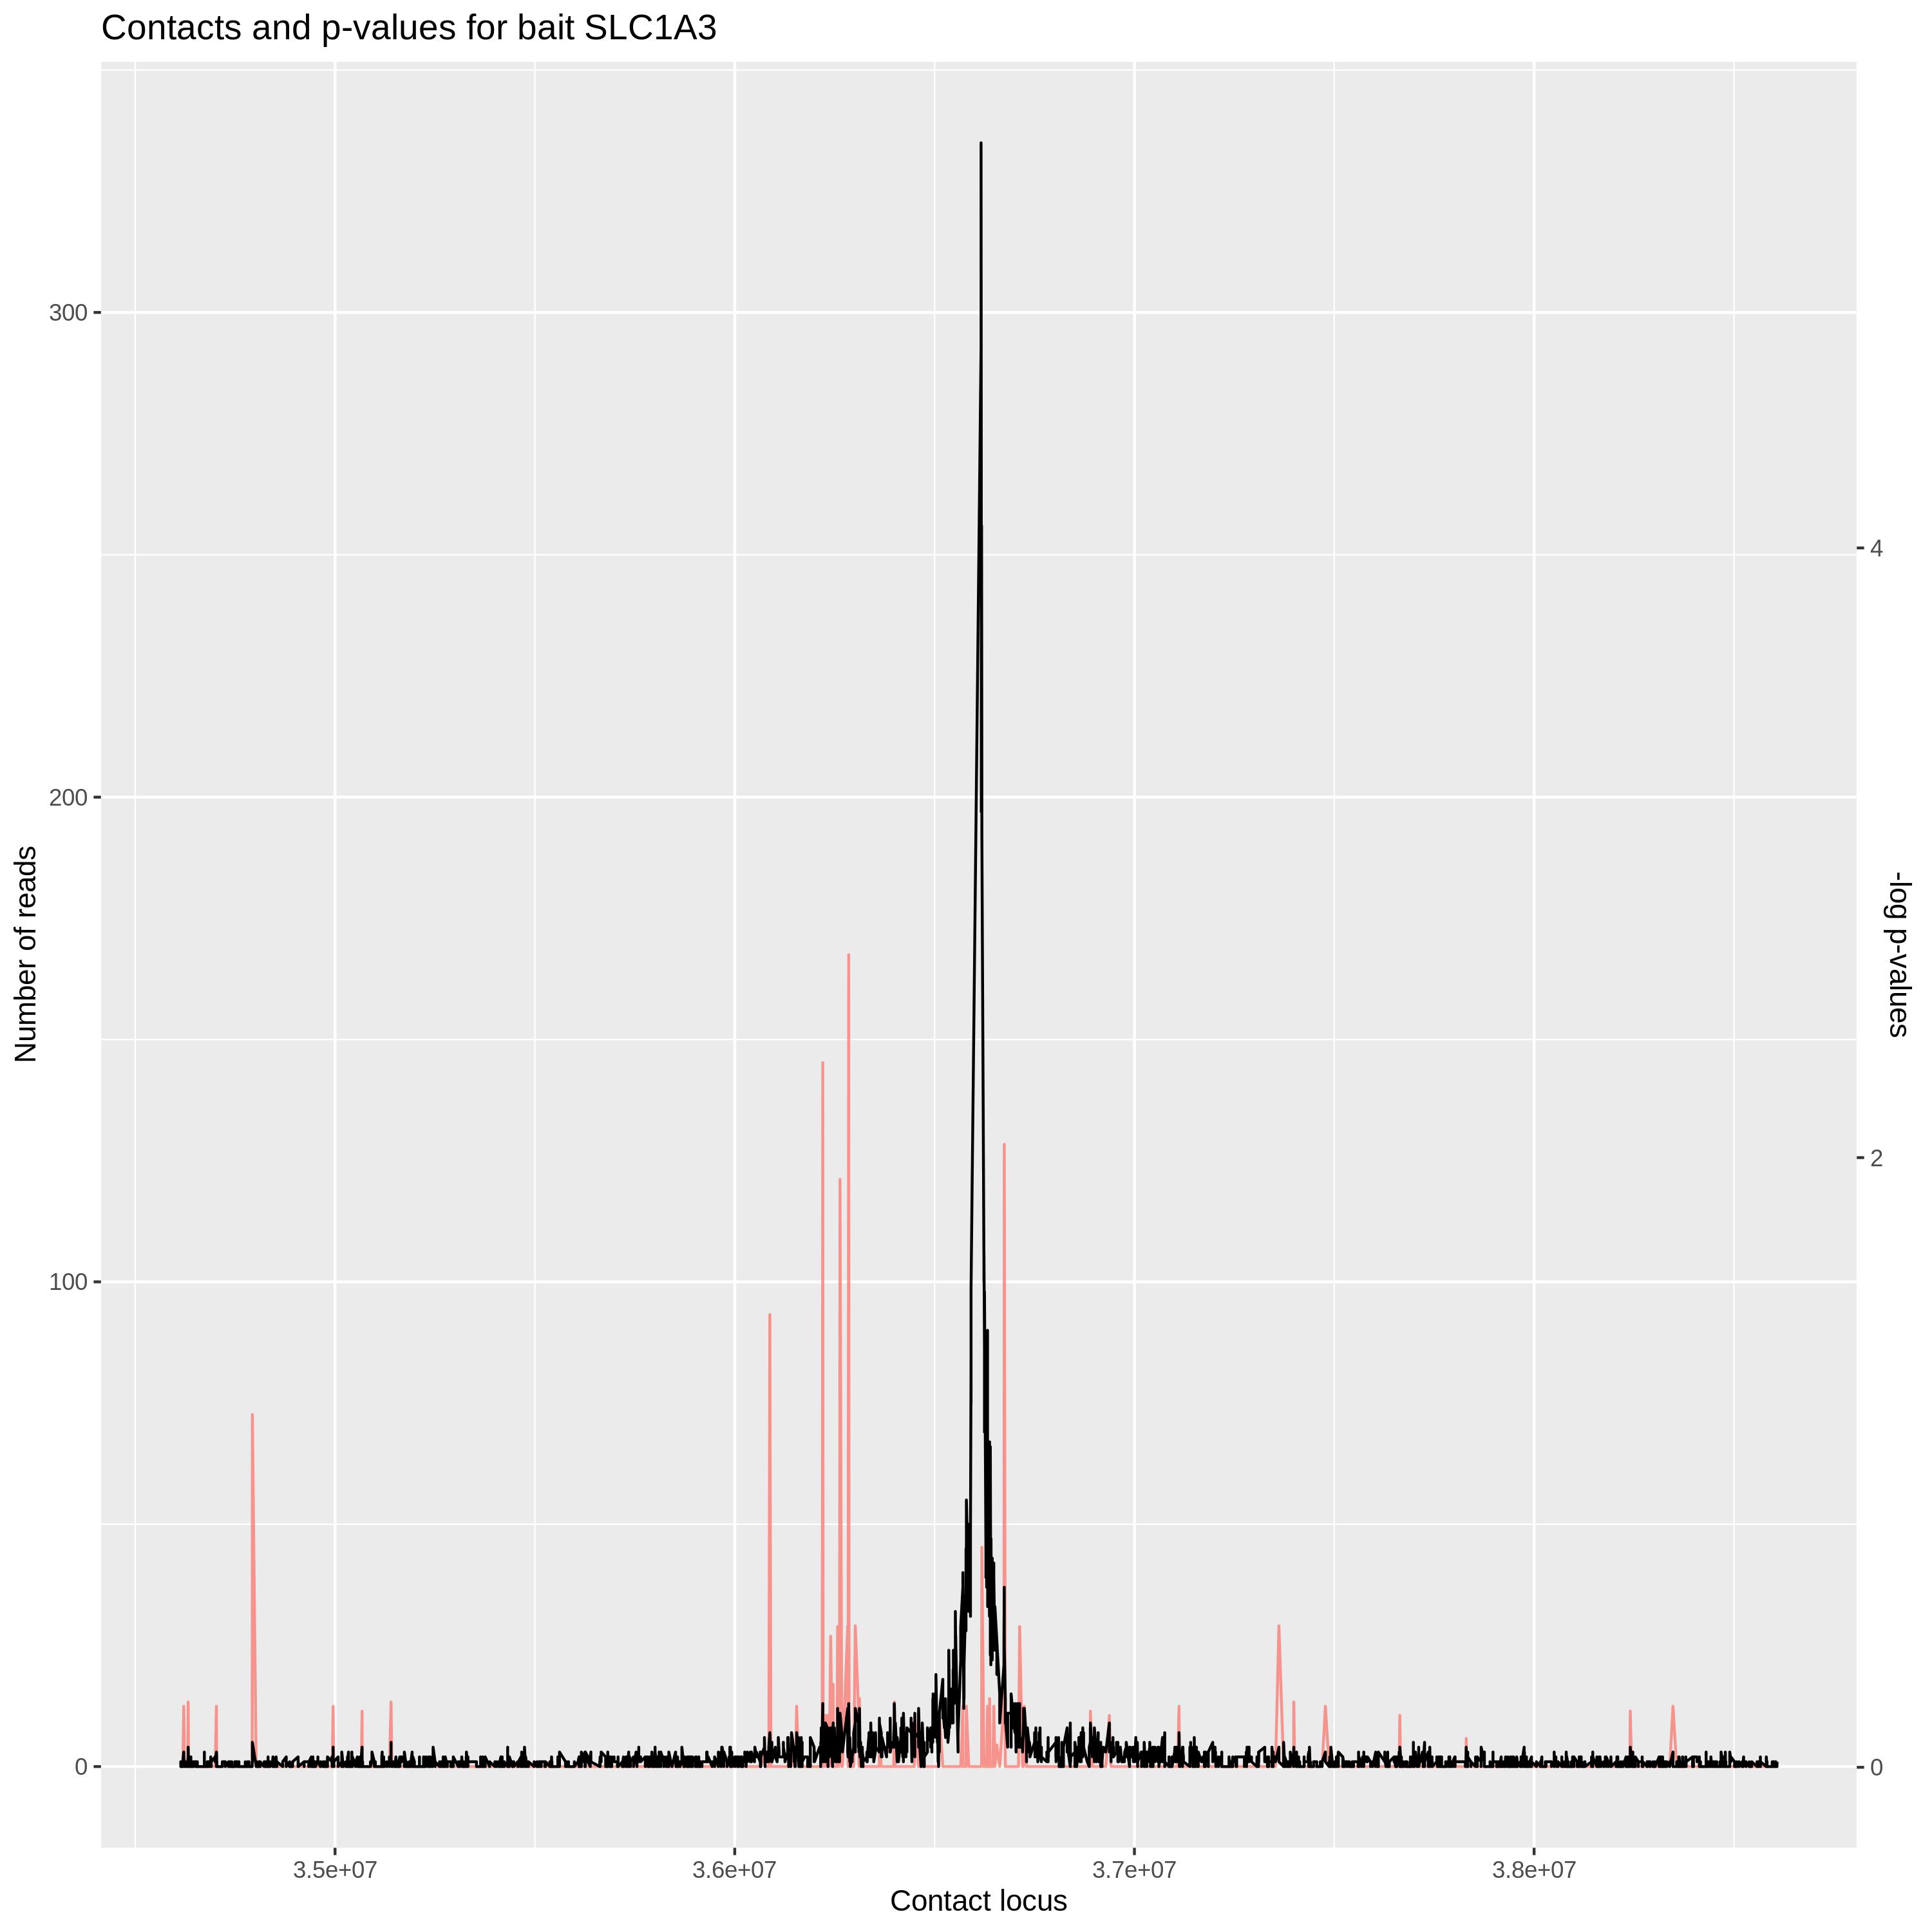 Contacts and p-values for bait SLC1A3
300
200
100
0
Number of reads
4
2
0
-log p-values
3.5e+07
3.6e+07
3.7e+07
3.8e+07
Contact locus